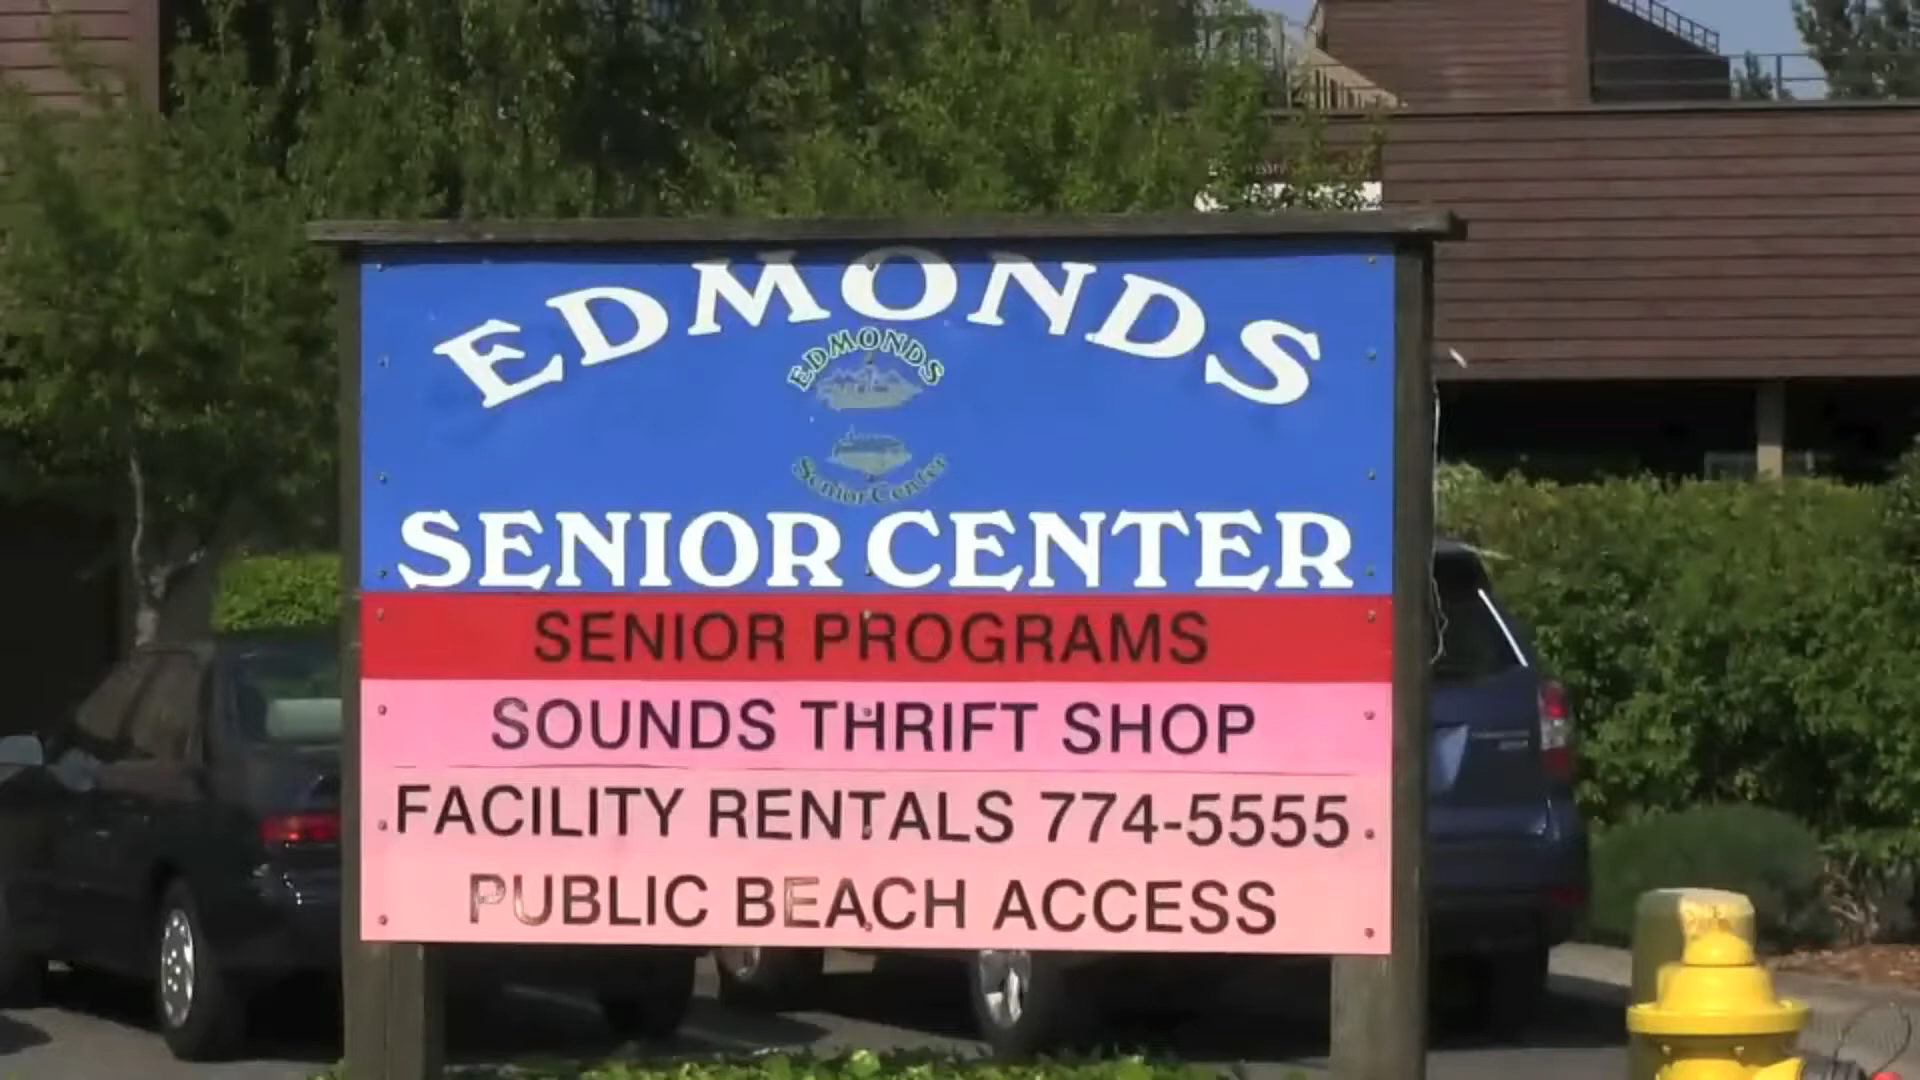 EDMONDS
EDMONDS
Senior Center
SENIOR CENTER
SENIOR PROGRAMS
SOUNDS THRIFT SHOP
FACILITY RENTALS 774-5555
PUBLIC BEACH ACCESS